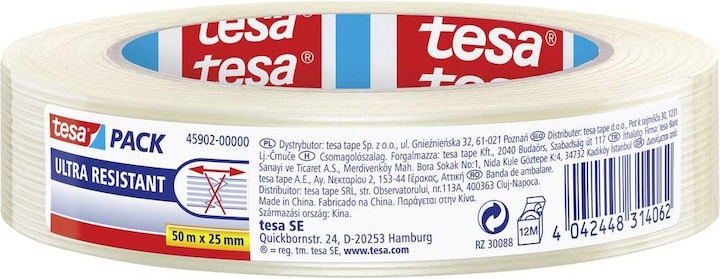 tesa®
tesa®
tesa
tesa®
tesa
tesa PACK 45902-00000
ULTRA RESISTANT
50 m x 25 mm
PL Dystrybutor: tesa tape Sp. z o.o., ul. Gnieźnieńska 32, 61-021 Poznań SLO Distributer: tesa tape d.o.o., Pot k sejmišču 30, 1231
Lj.-Črnuče H Csomagolószalag. Forgalmazza: tesa tape Kft., 2040 Budaörs, Szabadság út 117 TR İthalatçı Firma: tesa Bant
Sanayi ve Ticaret A.S., Merdivenköy Mah. Bora Sokak No:1, Nida Kule Göztepe K:4, 34732 Kadıköy İstanbul
tesa tape A.E., Αγ. Νεκταρίου 2, 153-44 Γέρακας, Αττική RO Banda de ambalare.
Distribuitor: tesa tape SRL, str. Observatorului, nr.113A, 400363 Cluj-Napoca.
Made in China. Fabricado na China. Παράγεται στην Κίνα.
Származási ország: Kína.
tesa SE
Quickbornstr. 24, D-20253 Hamburg
® = reg. tm. tesa SE, www.tesa.com
RZ 30088
12M
4 042448 314062